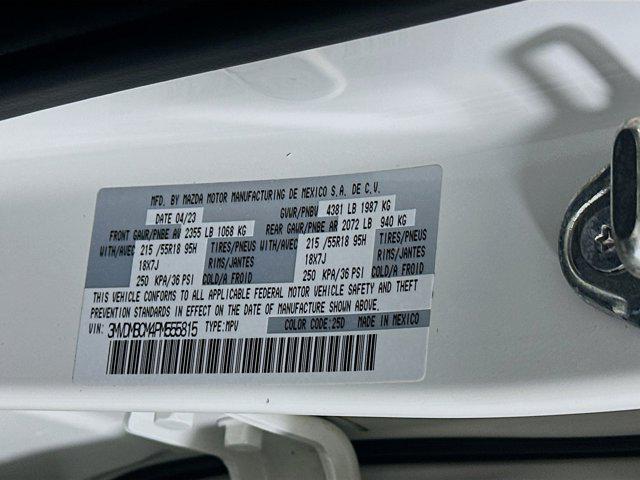 MFD. BY MAZDA MOTOR MANUFACTURING DE MEXICO S.A. DE C.V.
DATE 04/23 GVWR/PNBV 4381 LB 1987 KG
FRONT GAWR/PNBE AV 2355 LB 1068 KG REAR GAWR/PNBE AR 2072 LB 940 KG
WITH/AVEC 215 /55R18 95H TIRES/PNEUS WITH/AVEC 215 /55R18 95H TIRES/PNEUS
18X7J RIMS/JANTES 18X7J RIMS/JANTES
250 KPA/36 PSI COLD/A FROID 250 KPA/36 PSI COLD/A FROID
THIS VEHICLE CONFORMS TO ALL APPLICABLE FEDERAL MOTOR VEHICLE SAFETY AND THEFT
PREVENTION STANDARDS IN EFFECT ON THE DATE OF MANUFACTURE SHOWN ABOVE.
VIN: 3MVDMBCM4PM555815 TYPE:MPV COLOR CODE:25D MADE IN MEXICO